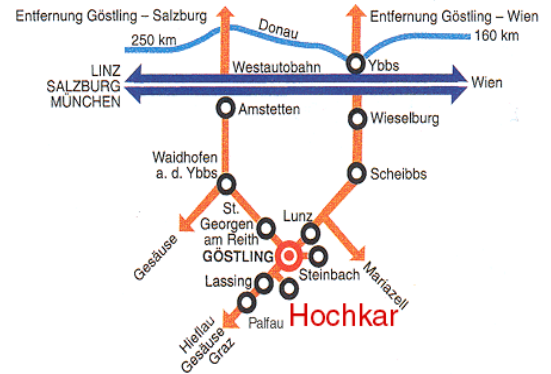 Entfernung Göstling – Salzburg
Entfernung Göstling – Wien
250 km
Donau
160 km
Ybbs
LINZ
SALZBURG
MÜNCHEN
Westautobahn
Wien
Amstetten
Wieselburg
Waidhofen
a. d. Ybbs
Scheibbs
St.
Georgen
am Reith
Lunz
GÖSTLING
Gesäuse
Steinbach
Mariazell
Lassing
Palfau
Hochkar
Hieflau
Gesäuse
Graz